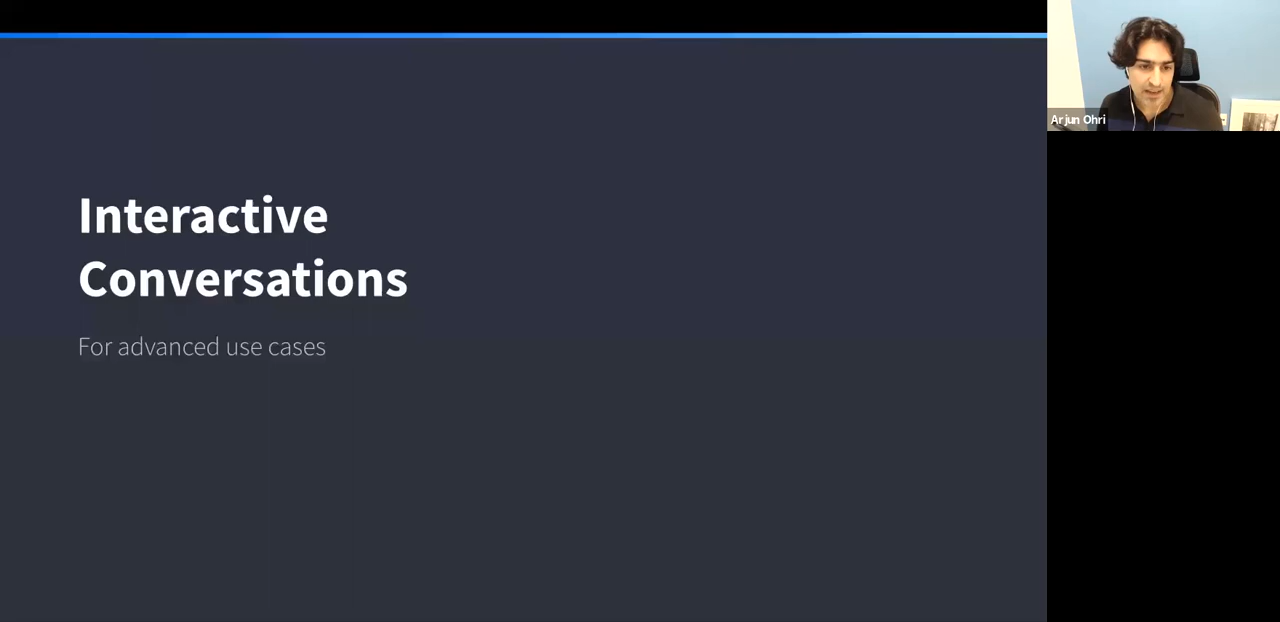 Interactive
Conversations
For advanced use cases
Arjun Ohri